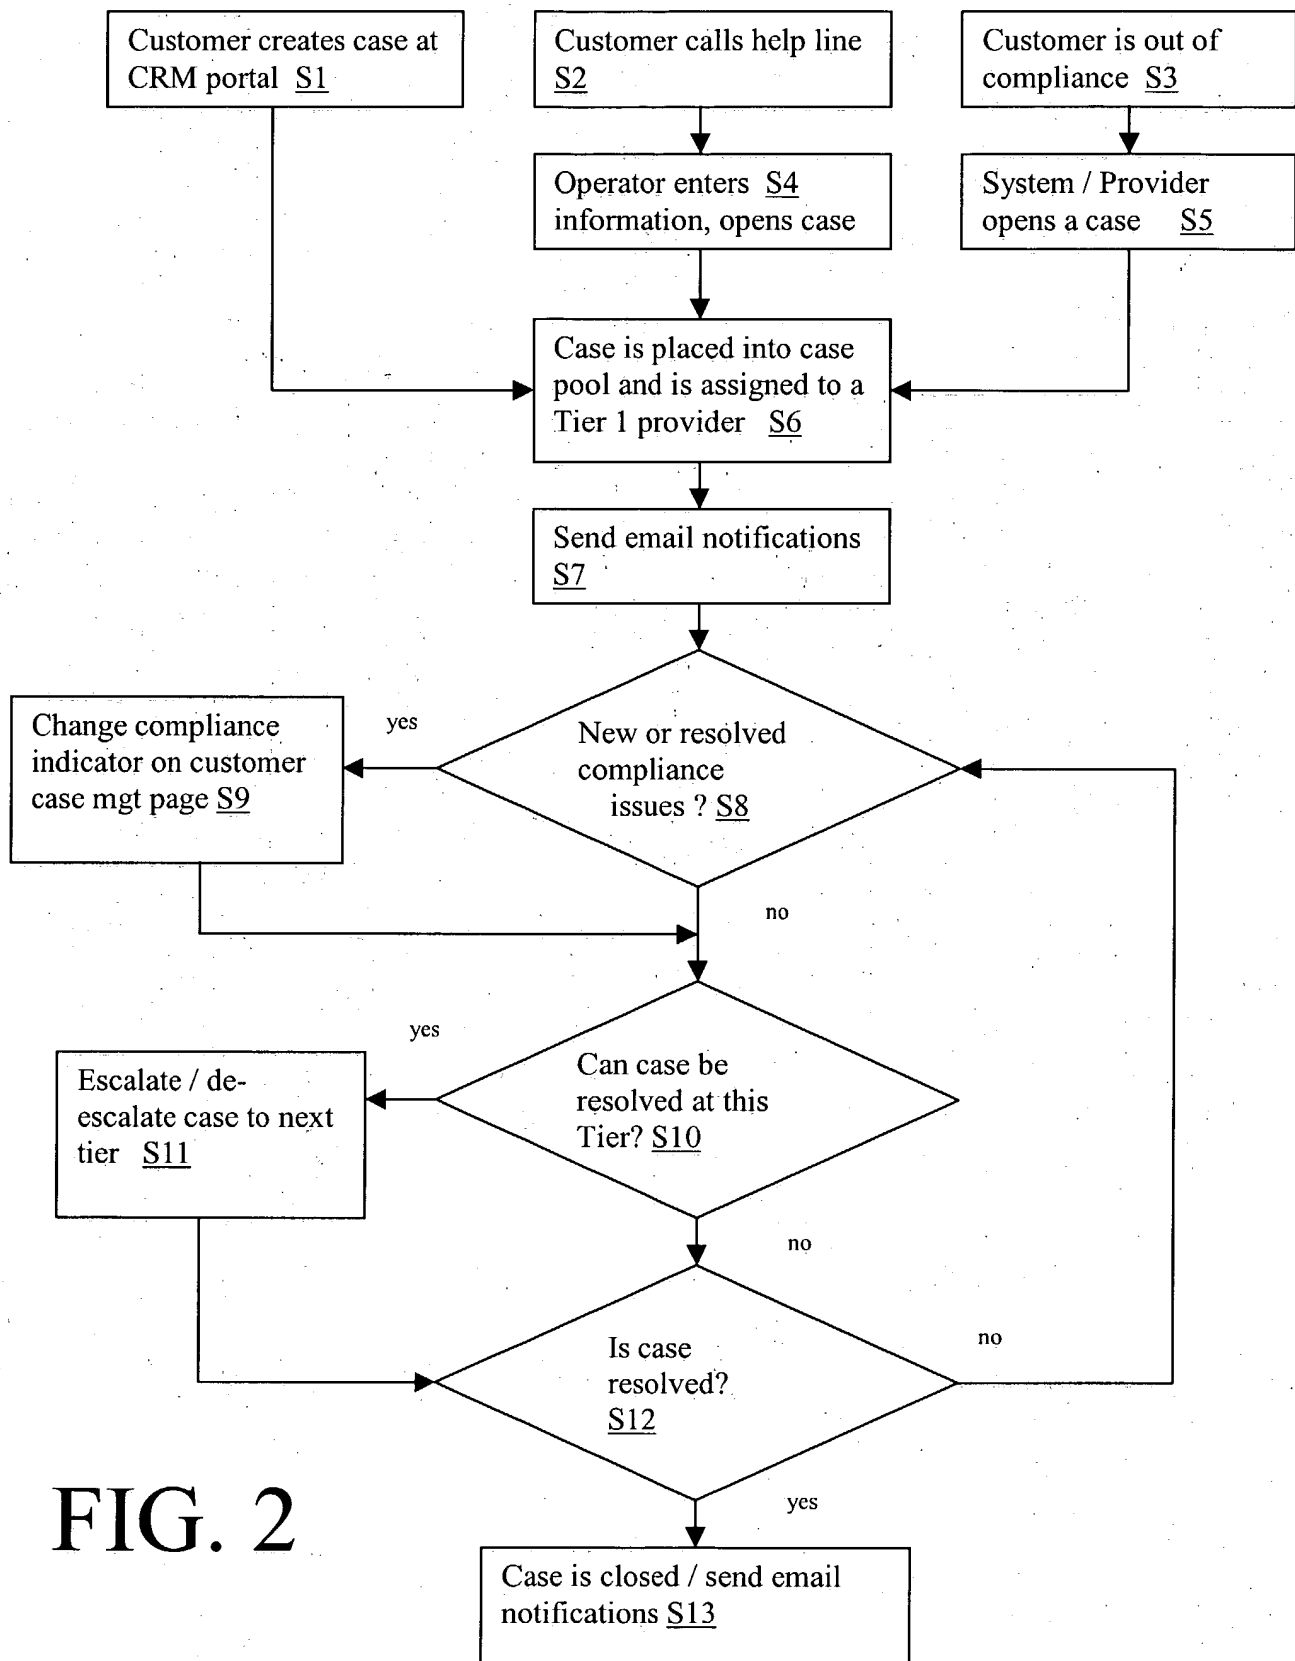 Customer creates case at
CRM portal S1
Customer calls help line
S2
Customer is out of
compliance S3
Operator enters S4
information, opens case
System / Provider
opens a case S5
Case is placed into case
pool and is assigned to a
Tier 1 provider S6
Send email notifications
S7
New or resolved
compliance
issues ? S8
yes
Change compliance
indicator on customer
case mgt page S9
no
Can case be
resolved at this
Tier? S10
yes
Escalate / de-
escalate case to next
tier S11
no
Is case
resolved?
S12
no
yes
Case is closed / send email
notifications S13
FIG. 2